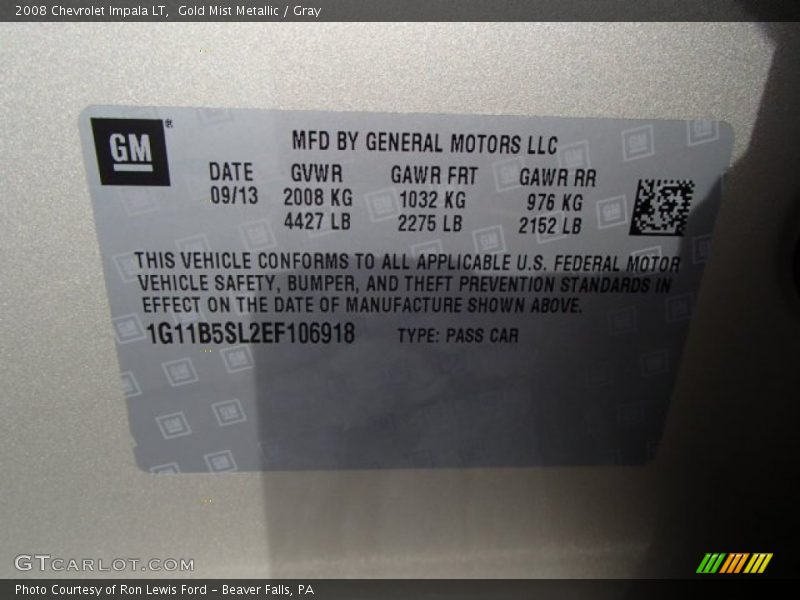 2008 Chevrolet Impala LT, Gold Mist Metallic / Gray
GM
MFD BY GENERAL MOTORS LLC
DATE GVWR GAWR FRT GAWR RR
09/13 2008 KG 1032 KG 976 KG
4427 LB 2275 LB 2152 LB
THIS VEHICLE CONFORMS TO ALL APPLICABLE U.S. FEDERAL MOTOR
VEHICLE SAFETY, BUMPER, AND THEFT PREVENTION STANDARDS IN
EFFECT ON THE DATE OF MANUFACTURE SHOWN ABOVE.
1G11B5SL2EF106918 TYPE: PASS CAR
GTCARLOT.COM
Photo Courtesy of Ron Lewis Ford – Beaver Falls, PA